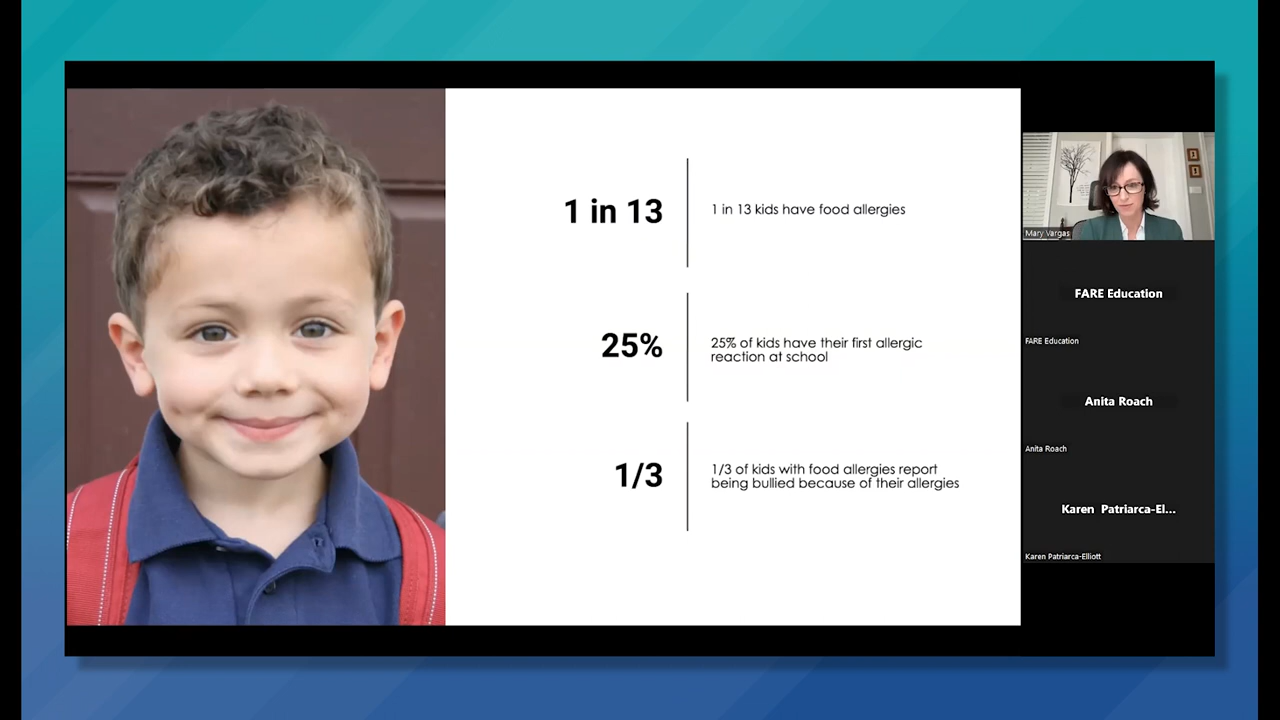 1 in 13
1 in 13 kids have food allergies
25%
25% of kids have their first allergic
reaction at school
1/3
1/3 of kids with food allergies report
being bullied because of their allergies
Mary Vargas
FARE Education
FARE Education
Anita Roach
Anita Roach
Karen Patriarca-El...
Karen Patriarca-Elliott